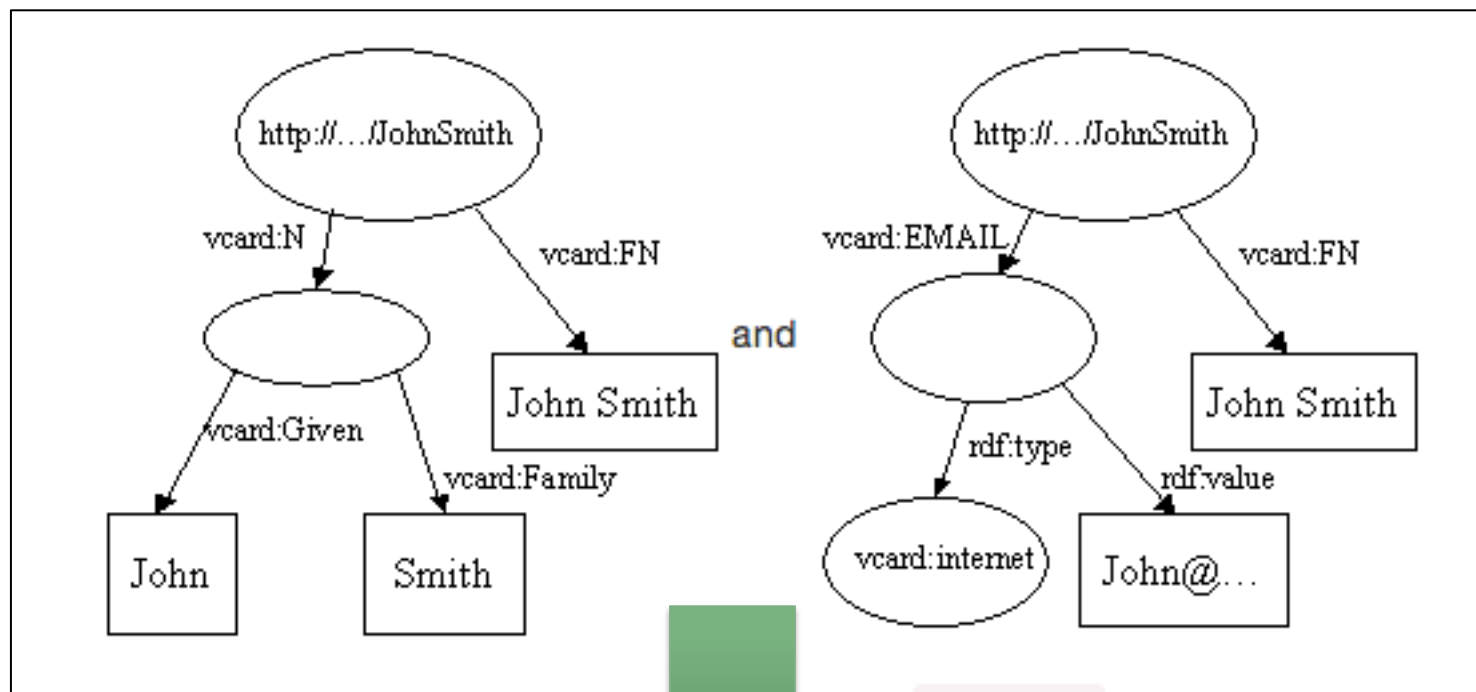 http://.../JohnSmith
vcard:N
vcard:FN
John Smith
vcard:Given
vcard:Family
John
Smith
and
http://.../JohnSmith
vcard:EMAIL
vcard:FN
John Smith
rdf:type
rdf:value
vcard:internet
John@...